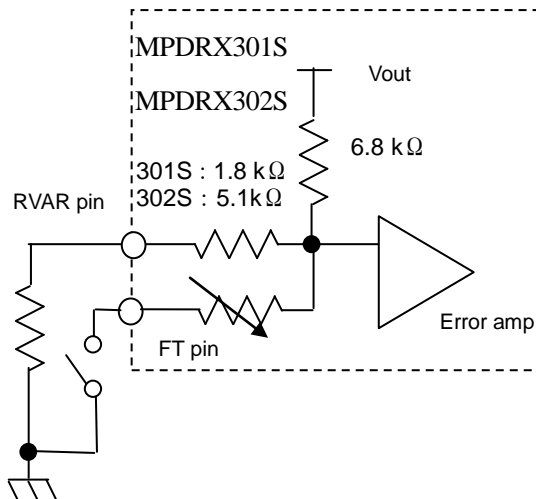 MPDRX301S
Vout
MPDRX302S
6.8 kΩ
301S : 1.8 kΩ
302S : 5.1kΩ
RVAR pin
Error amp
FT pin